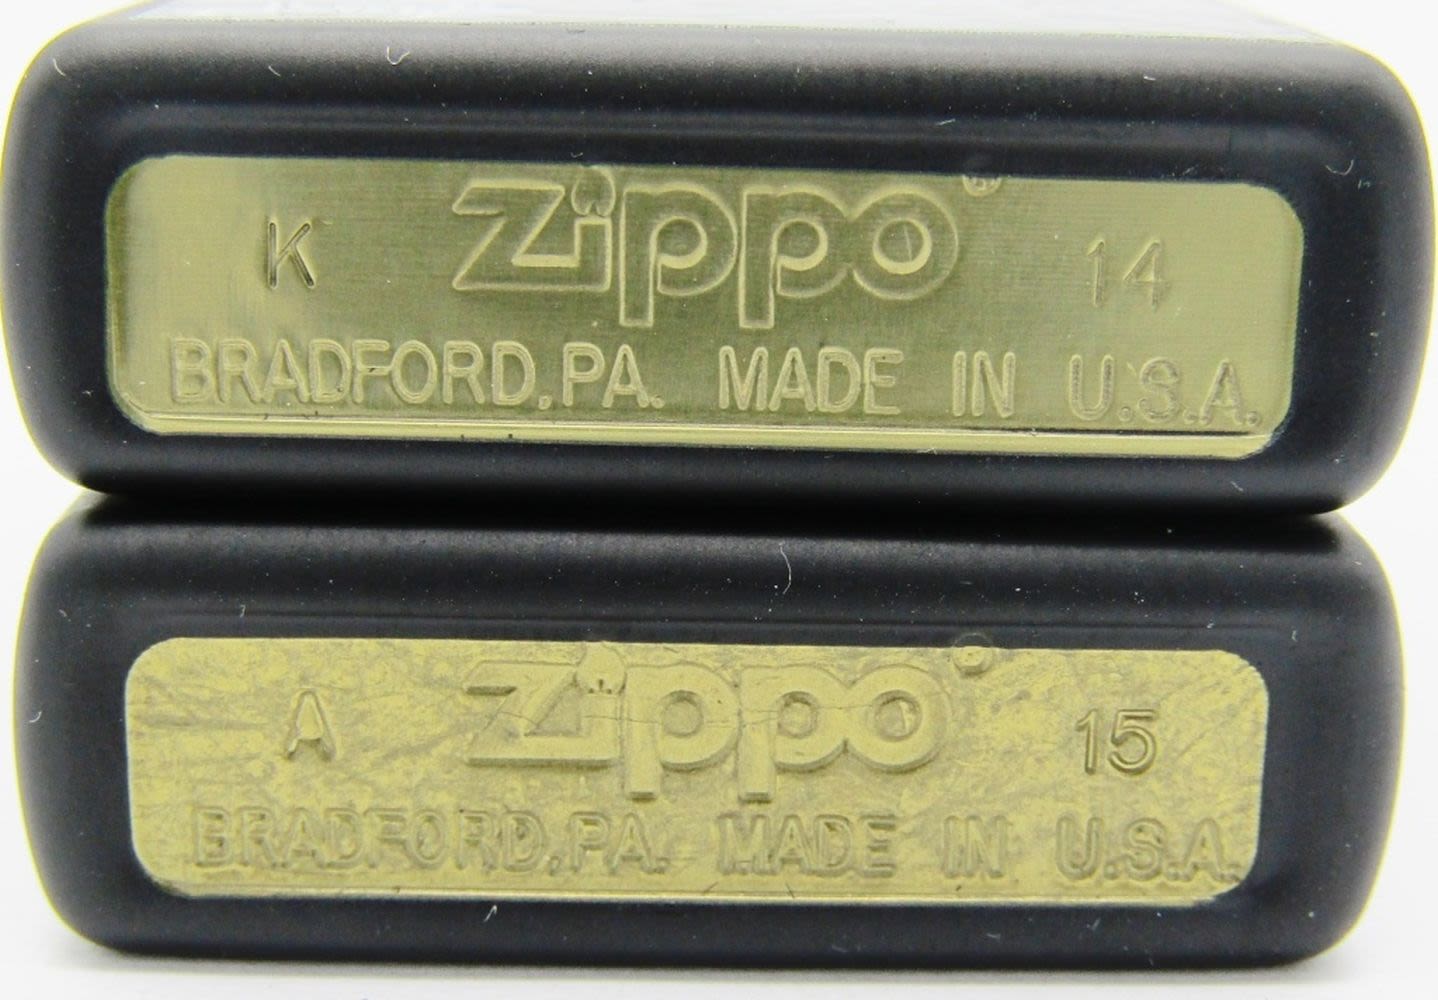 K Zippo® 14
BRADFORD,PA. MADE IN U.S.A.
A Zippo® 15
BRADFORD,PA. MADE IN U.S.A.